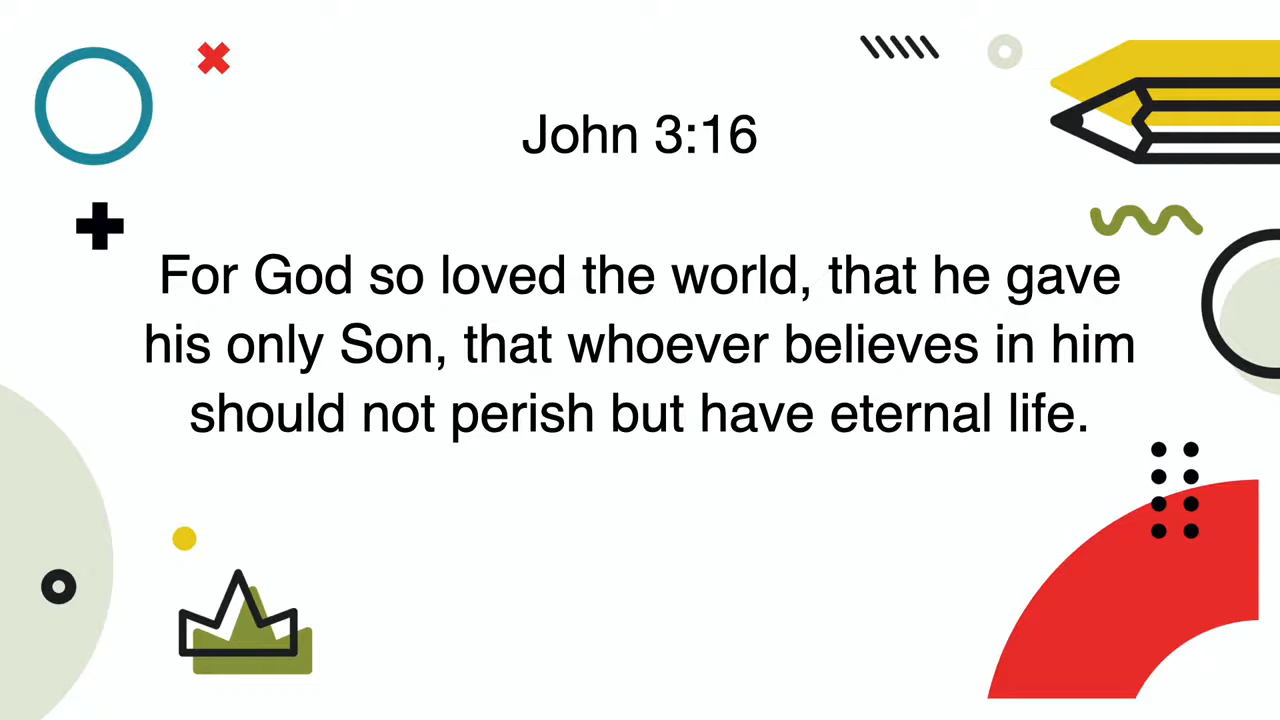 John 3:16
For God so loved the world, that he gave
his only Son, that whoever believes in him
should not perish but have eternal life.